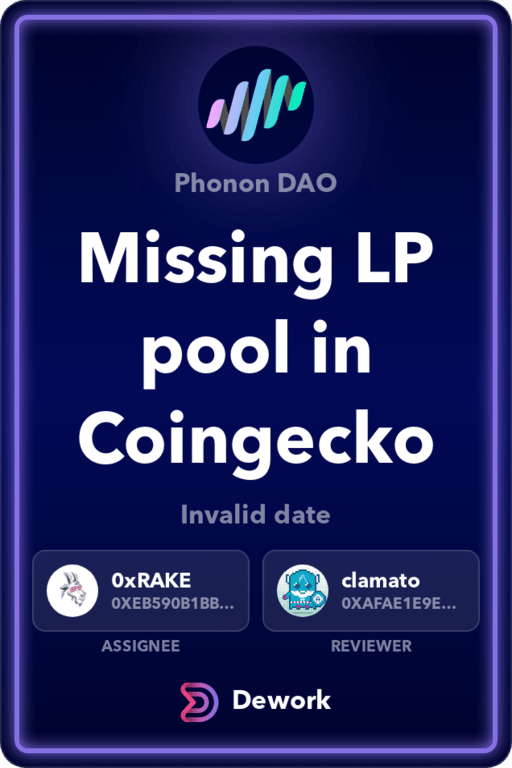 Phonon DAO
Missing LP
pool in
Coingecko
Invalid date
0xRAKE
0XEB590B1BB...
clamato
0XAFAE1E9E...
ASSIGNEE
REVIEWER
Dework